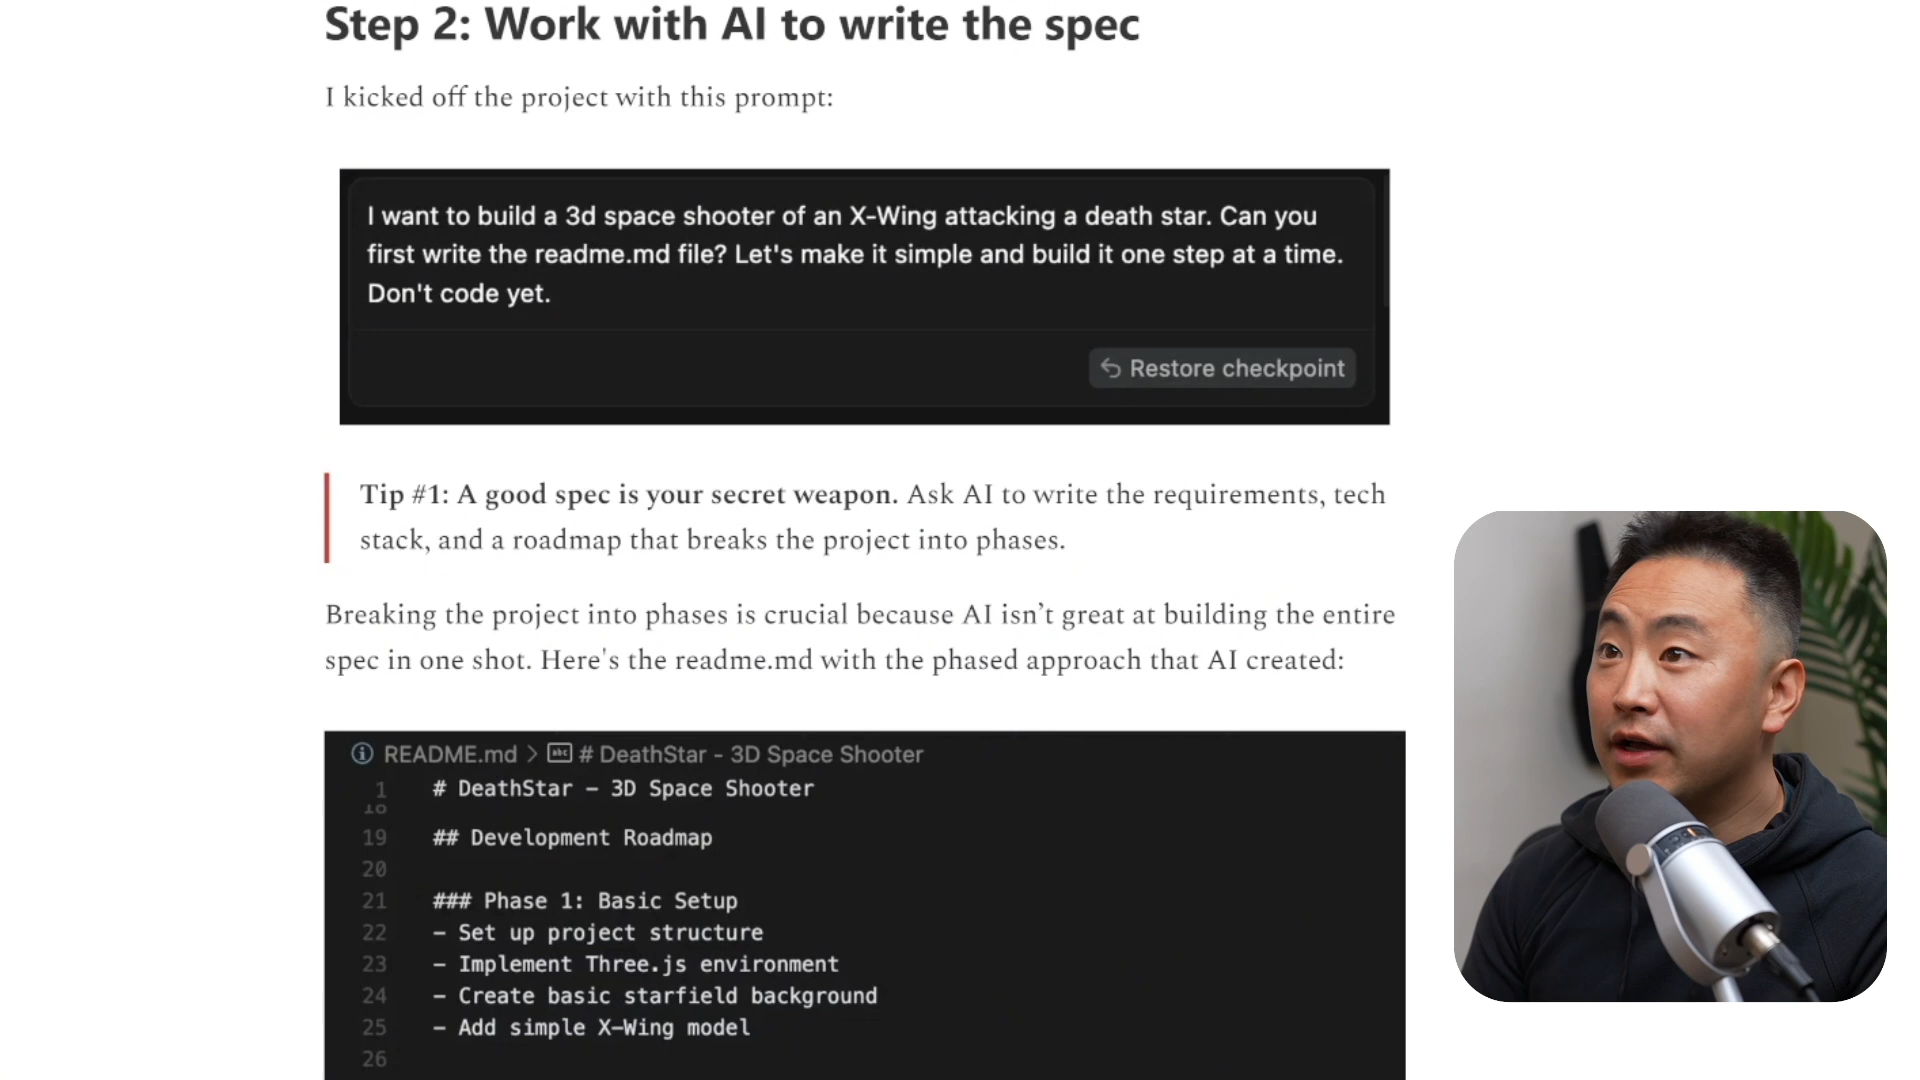 Step 2: Work with AI to write the spec
I kicked off the project with this prompt:
I want to build a 3d space shooter of an X-Wing attacking a death star. Can you
first write the readme.md file? Let's make it simple and build it one step at a time.
Don't code yet.
Restore checkpoint
Tip #1: A good spec is your secret weapon. Ask AI to write the requirements, tech
stack, and a roadmap that breaks the project into phases.
Breaking the project into phases is crucial because AI isn’t great at building the entire
spec in one shot. Here's the readme.md with the phased approach that AI created:
README.md > abc # DeathStar - 3D Space Shooter
1 # DeathStar – 3D Space Shooter
18
19 ## Development Roadmap
20
21 ### Phase 1: Basic Setup
22 – Set up project structure
23 – Implement Three.js environment
24 – Create basic starfield background
25 – Add simple X–Wing model
26